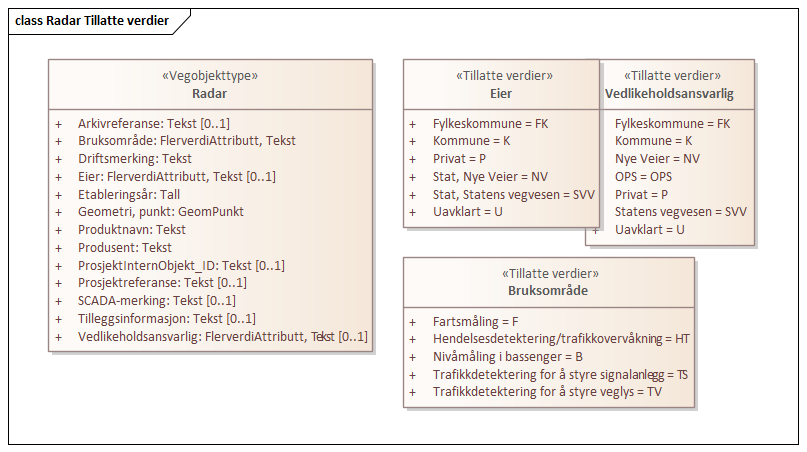 class Radar Tillatte verdier
«Vegobjekttype»
Radar
+ Arkivreferanse: Tekst [0..1]
+ Bruksområde: FlerverdiAttributt, Tekst
+ Driftsmerking: Tekst
+ Eier: FlerverdiAttributt, Tekst [0..1]
+ Etableringsår: Tall
+ Geometri, punkt: GeomPunkt
+ Produktnavn: Tekst
+ Produsent: Tekst
+ ProsjektInternObjekt_ID: Tekst [0..1]
+ Prosjektreferanse: Tekst [0..1]
+ SCADA-merking: Tekst [0..1]
+ Tilleggsinformasjon: Tekst [0..1]
+ Vedlikeholdsansvarlig: FlerverdiAttributt, Tekst [0..1]
«Tillatte verdier»
Eier
+ Fylkeskommune = FK
+ Kommune = K
+ Privat = P
+ Stat, Nye Veier = NV
+ Stat, Statens vegvesen = SVV
+ Uavklart = U
«Tillatte verdier»
Vedlikeholdsansvarlig
Fylkeskommune = FK
Kommune = K
Nye Veier = NV
OPS = OPS
Privat = P
Statens vegvesen = SVV
+ Uavklart = U
«Tillatte verdier»
Bruksområde
+ Fartsmåling = F
+ Hendelsesdetektering/trafikkovervåkning = HT
+ Nivåmåling i bassenger = B
+ Trafikkdetektering for å styre signalanlegg = TS
+ Trafikkdetektering for å styre veglys = TV